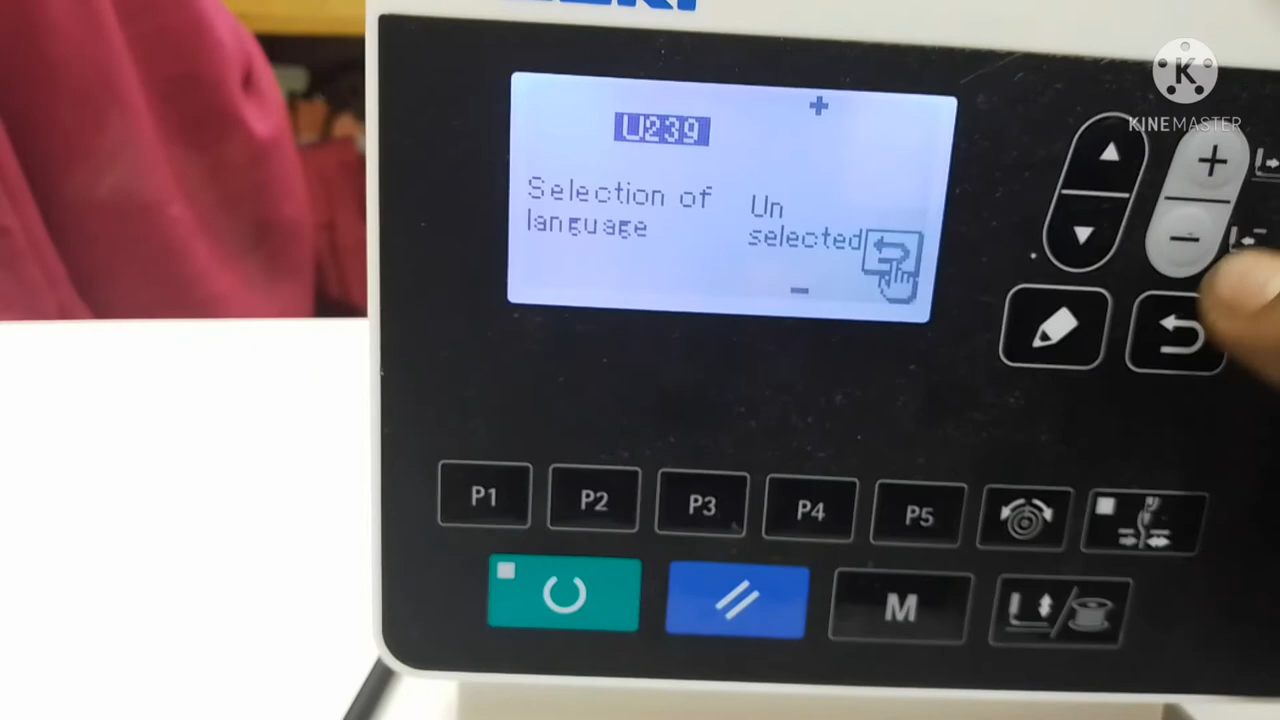 U239
Selection of
language
Un
selected
KINEMASTER
P1
P2
P3
P4
P5
M